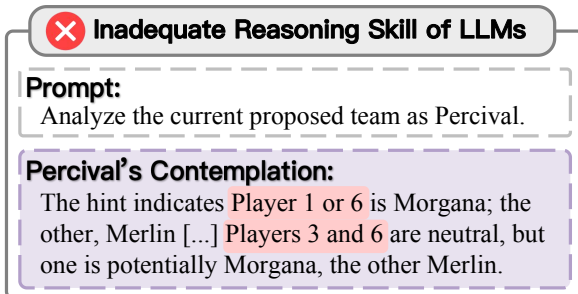 Inadequate Reasoning Skill of LLMs
Prompt:
Analyze the current proposed team as Percival.
Percival's Contemplation:
The hint indicates Player 1 or 6 is Morgana; the
other, Merlin [...] Players 3 and 6 are neutral, but
one is potentially Morgana, the other Merlin.